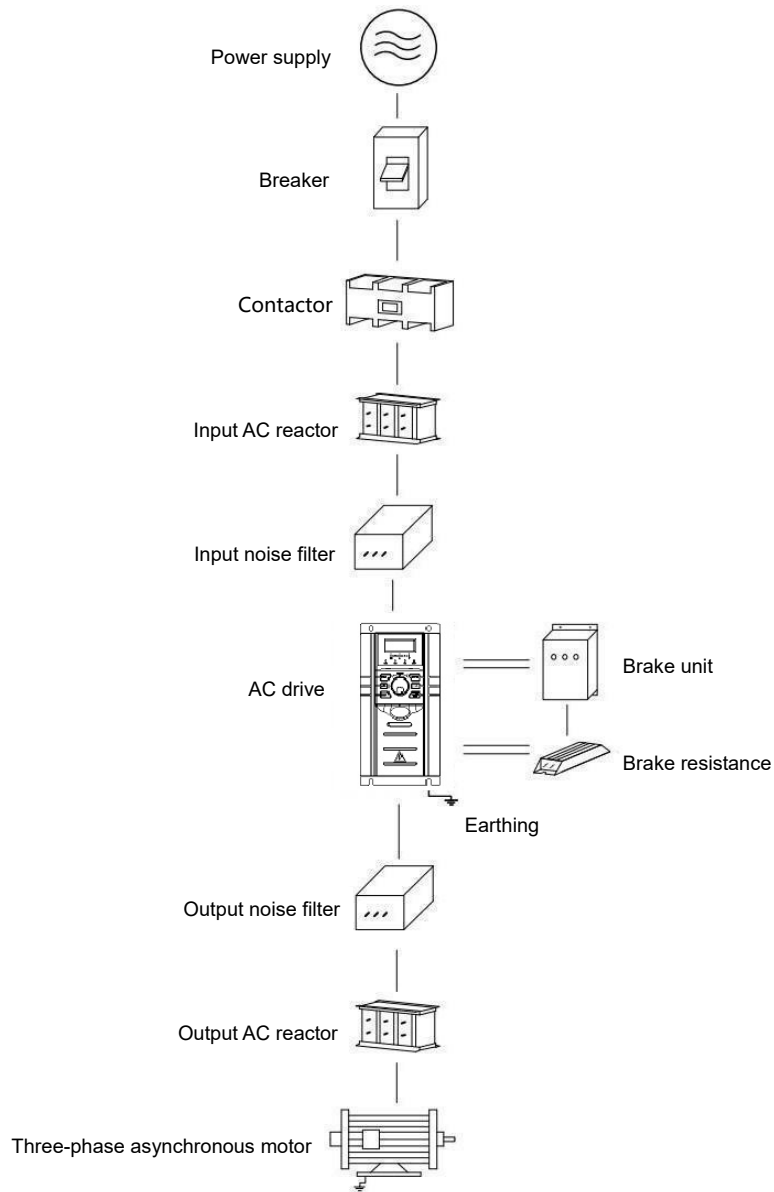 Power supply
Breaker
Contactor
Input AC reactor
Input noise filter
AC drive
Brake unit
Brake resistance
Earthing
Output noise filter
Output AC reactor
Three-phase asynchronous motor